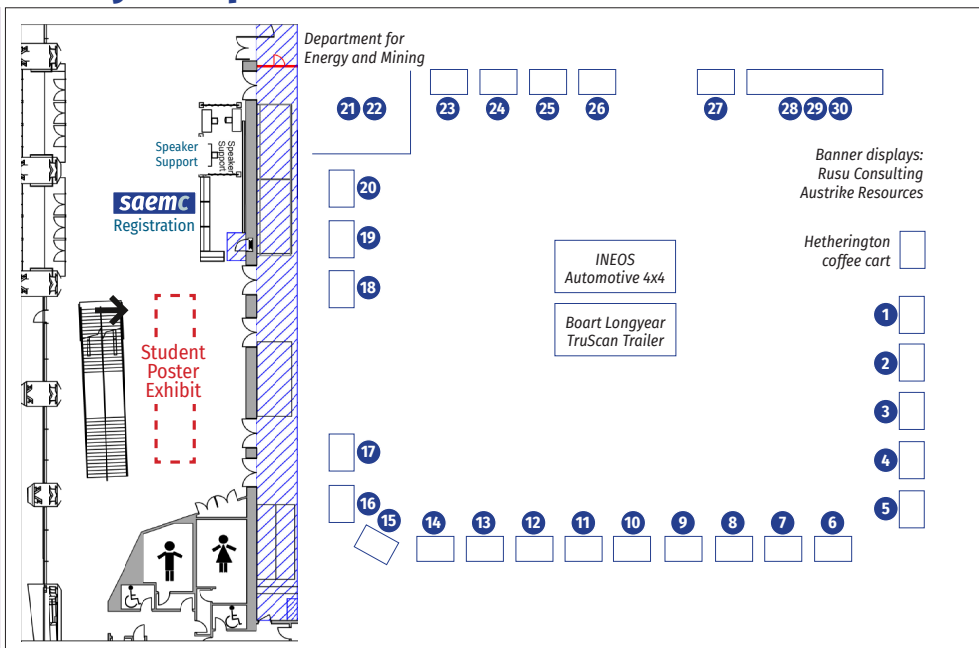 Department for
Energy and Mining
21 22
23
24
25
26
27
28 29 30
Speaker
Support
Speaker
Support
saemc
Registration
Banner displays:
Rusu Consulting
Austrike Resources
20
19
18
INEOS
Automotive 4x4
Boart Longyear
TruScan Trailer
Hetherington
coffee cart
1
2
3
4
5
Student
Poster
Exhibit
17
16
15
14
13
12
11
10
9
8
7
6